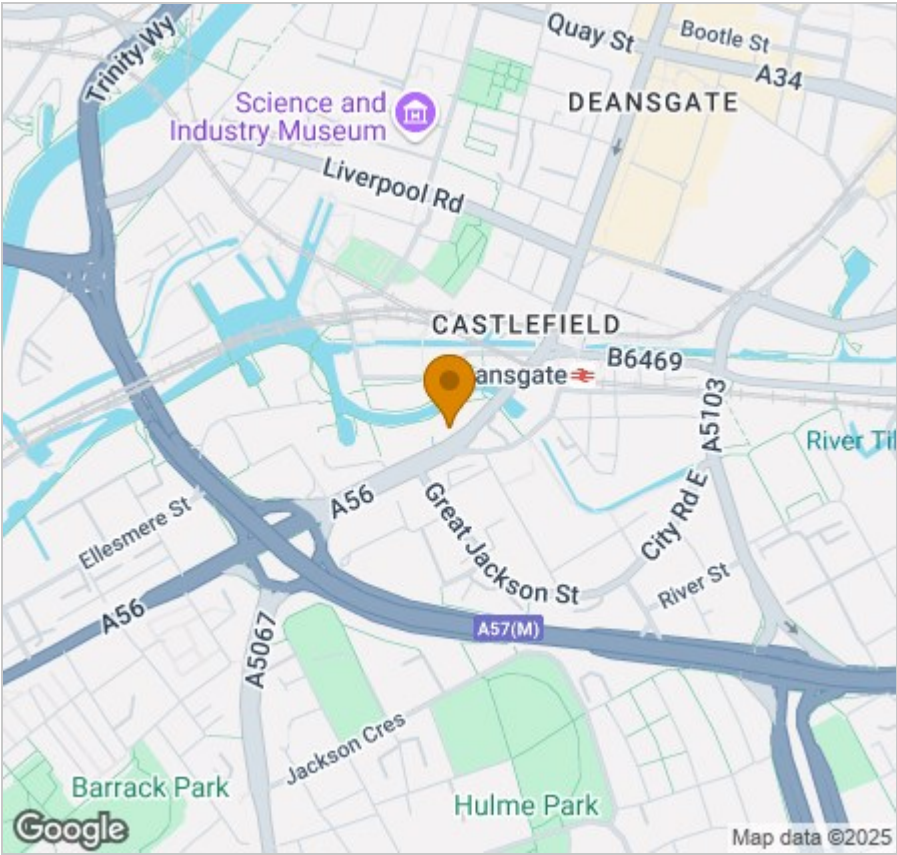 Trinity Wy
Quay St
Bootle St
A34
Science and
Industry Museum
DEANSGATE
Liverpool Rd
CASTLEFIELD
B6469
ansgate
A5103
River Til
Ellesmere St
A56
Great Jackson St
City Rd E
River St
A56
A57(M)
A5067
Jackson Cres
Barrack Park
Hulme Park
Google
Map data ©2025